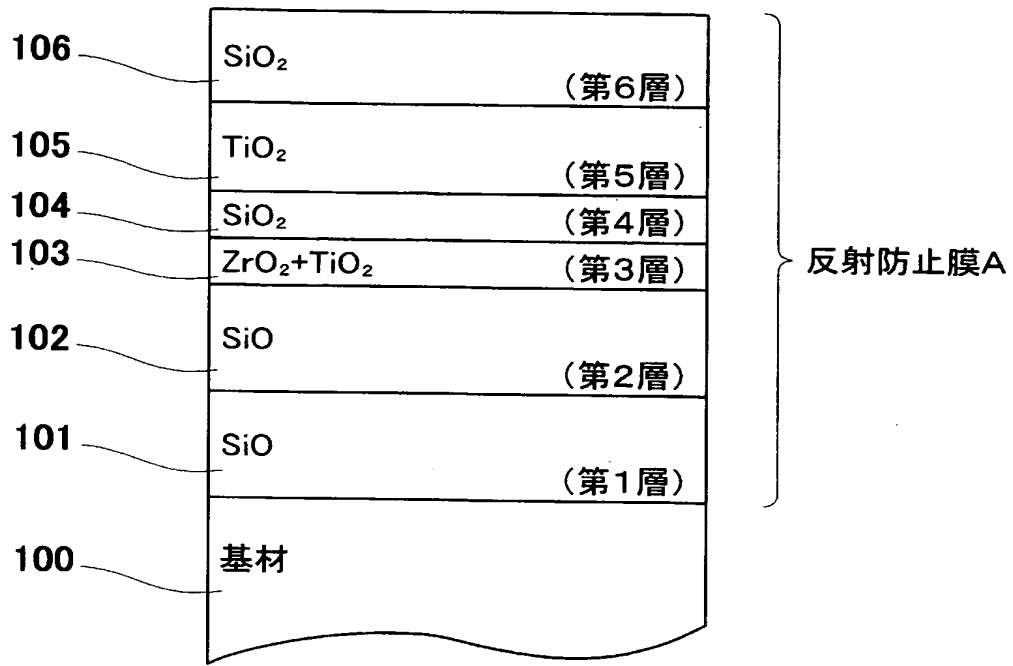 106
SiO₂
(第6層)
105
TiO₂
(第5層)
104
SiO₂
(第4層)
103
ZrO₂+TiO₂
(第3層)
反射防止膜A
102
SiO
(第2層)
101
SiO
(第1層)
100
基材